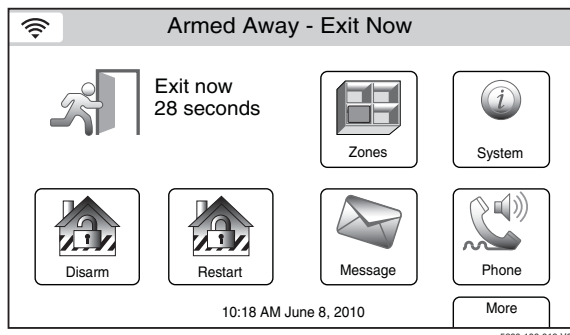 Armed Away - Exit Now
Exit now
28 seconds
Zones
System
Disarm
Restart
Message
Phone
10:18 AM June 8, 2010
More